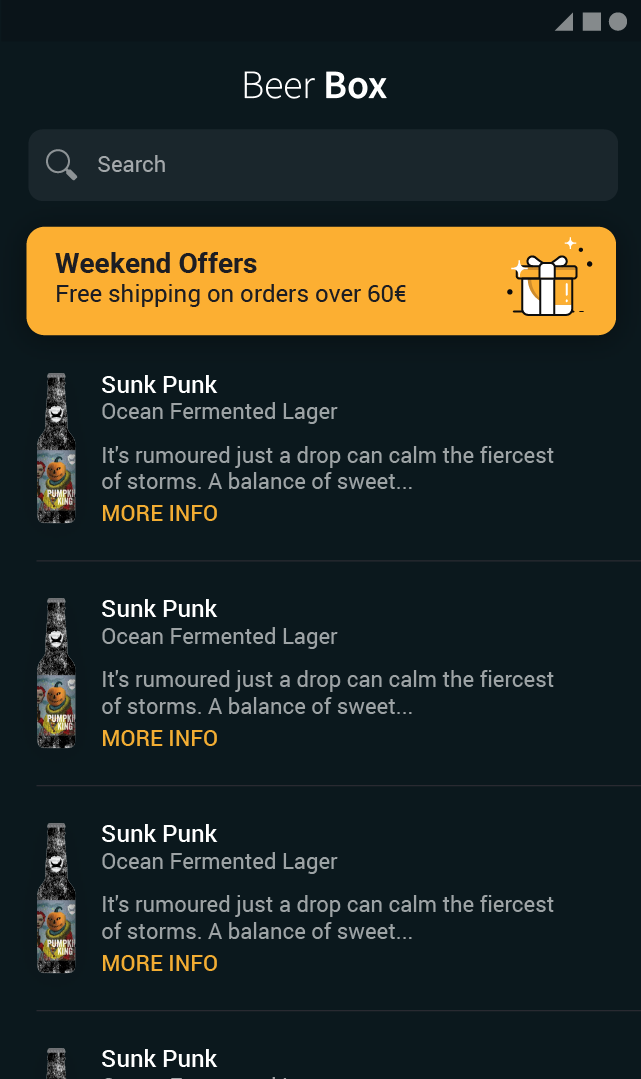 Beer Box
Search
Weekend Offers
Free shipping on orders over 60€
Sunk Punk
Ocean Fermented Lager
It's rumoured just a drop can calm the fiercest
of storms. A balance of sweet...
PUMPKI
KING
MORE INFO
Sunk Punk
Ocean Fermented Lager
It's rumoured just a drop can calm the fiercest
of storms. A balance of sweet...
PUMPKI
KING
MORE INFO
Sunk Punk
Ocean Fermented Lager
It's rumoured just a drop can calm the fiercest
of storms. A balance of sweet...
PUMPKI
KING
MORE INFO
Sunk Punk